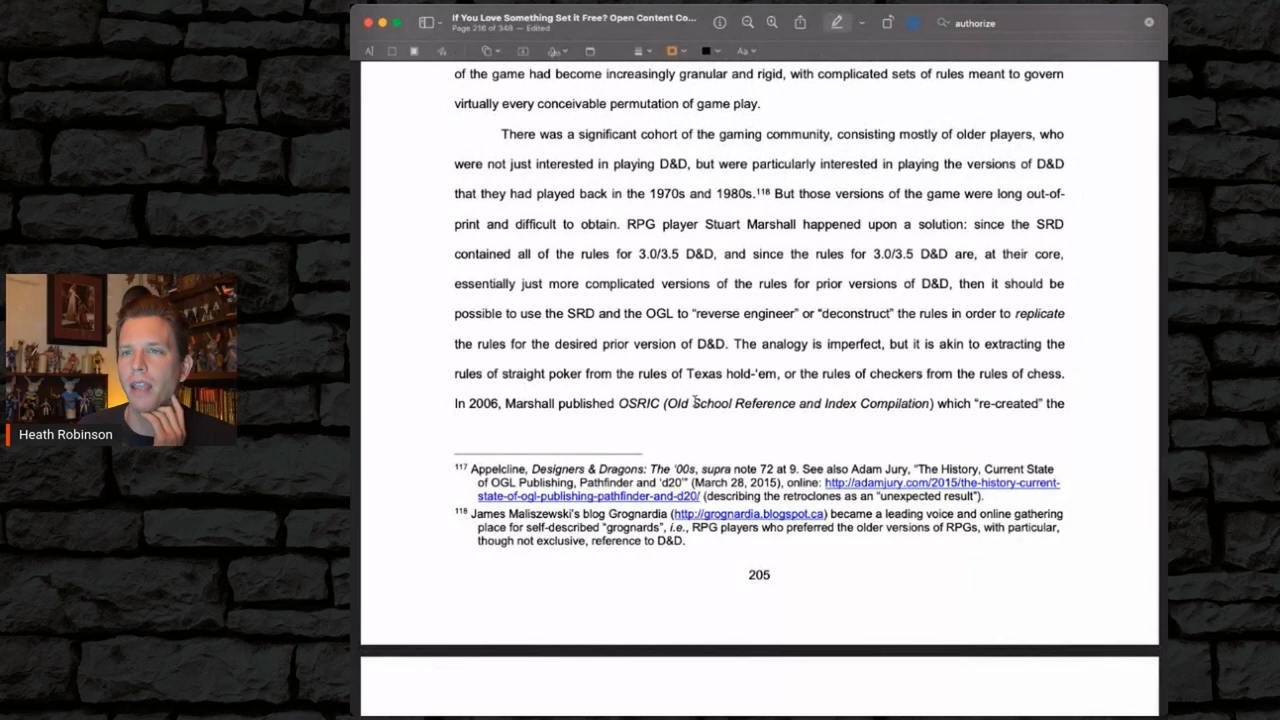 If You Love Something Set it Free? Open Content Co...
Page 216 of 348 — Edited
authorize
of the game had become increasingly granular and rigid, with complicated sets of rules meant to govern
virtually every conceivable permutation of game play.
There was a significant cohort of the gaming community, consisting mostly of older players, who
were not just interested in playing D&D, but were particularly interested in playing the versions of D&D
that they had played back in the 1970s and 1980s.118 But those versions of the game were long out-of-
print and difficult to obtain. RPG player Stuart Marshall happened upon a solution: since the SRD
contained all of the rules for 3.0/3.5 D&D, and since the rules for 3.0/3.5 D&D are, at their core,
essentially just more complicated versions of the rules for prior versions of D&D, then it should be
possible to use the SRD and the OGL to “reverse engineer” or “deconstruct” the rules in order to replicate
the rules for the desired prior version of D&D. The analogy is imperfect, but it is akin to extracting the
rules of straight poker from the rules of Texas hold-'em, or the rules of checkers from the rules of chess.
In 2006, Marshall published OSRIC (Old School Reference and Index Compilation) which “re-created” the
117 Appelcline, Designers & Dragons: The '00s, supra note 72 at 9. See also Adam Jury, “The History, Current State
of OGL Publishing, Pathfinder and 'd20'” (March 28, 2015), online: http://adamjury.com/2015/the-history-current-
state-of-ogl-publishing-pathfinder-and-d20/ (describing the retroclones as an “unexpected result”).
118 James Maliszewski's blog Grognardia (http://grognardia.blogspot.ca) became a leading voice and online gathering
place for self-described “grognards”, i.e., RPG players who preferred the older versions of RPGs, with particular,
though not exclusive, reference to D&D.
205
Heath Robinson